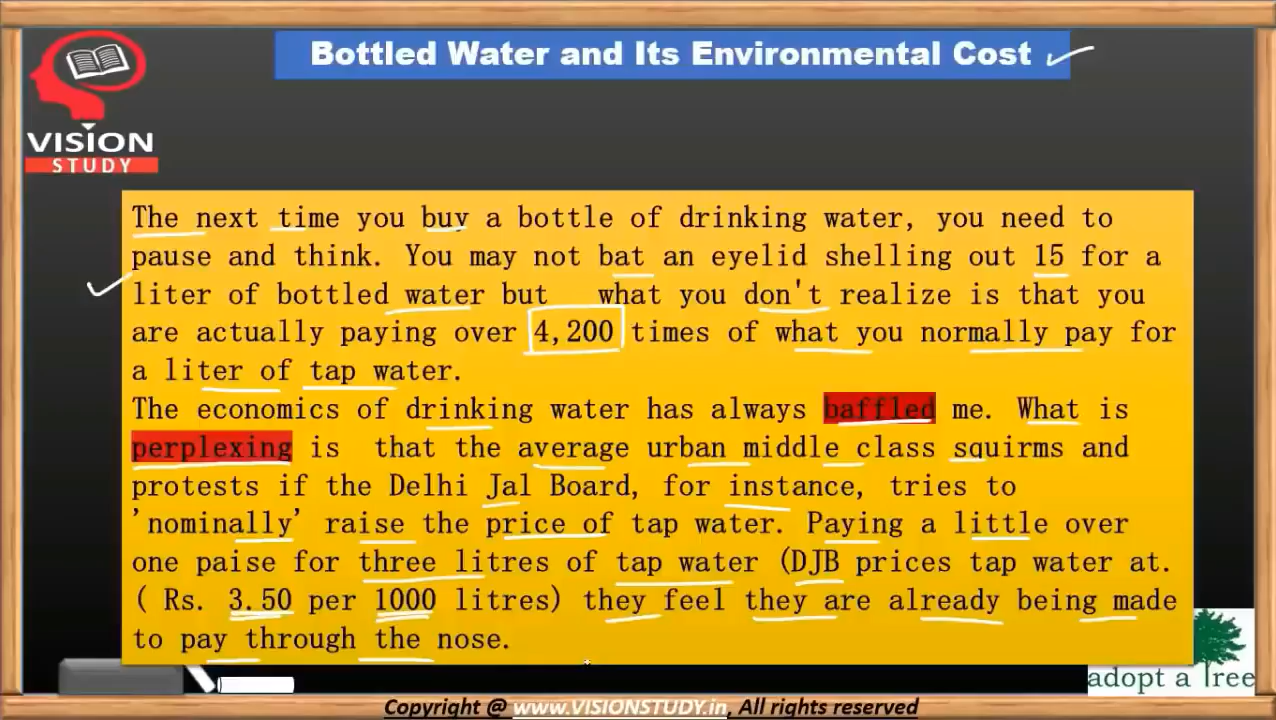 Bottled Water and Its Environmental Cost
VISION
STUDY
The next time you buy a bottle of drinking water, you need to
pause and think. You may not bat an eyelid shelling out 15 for a
liter of bottled water but what you don't realize is that you
are actually paying over 4,200 times of what you normally pay for
a liter of tap water.
The economics of drinking water has always baffled me. What is
perplexing is that the average urban middle class squirms and
protests if the Delhi Jal Board, for instance, tries to
'nominally' raise the price of tap water. Paying a little over
one paise for three litres of tap water (DJB prices tap water at.
( Rs. 3.50 per 1000 litres) they feel they are already being made
to pay through the nose.
adopt a Tree
Copyright @ www.VISIONSTUDY.in, All rights reserved